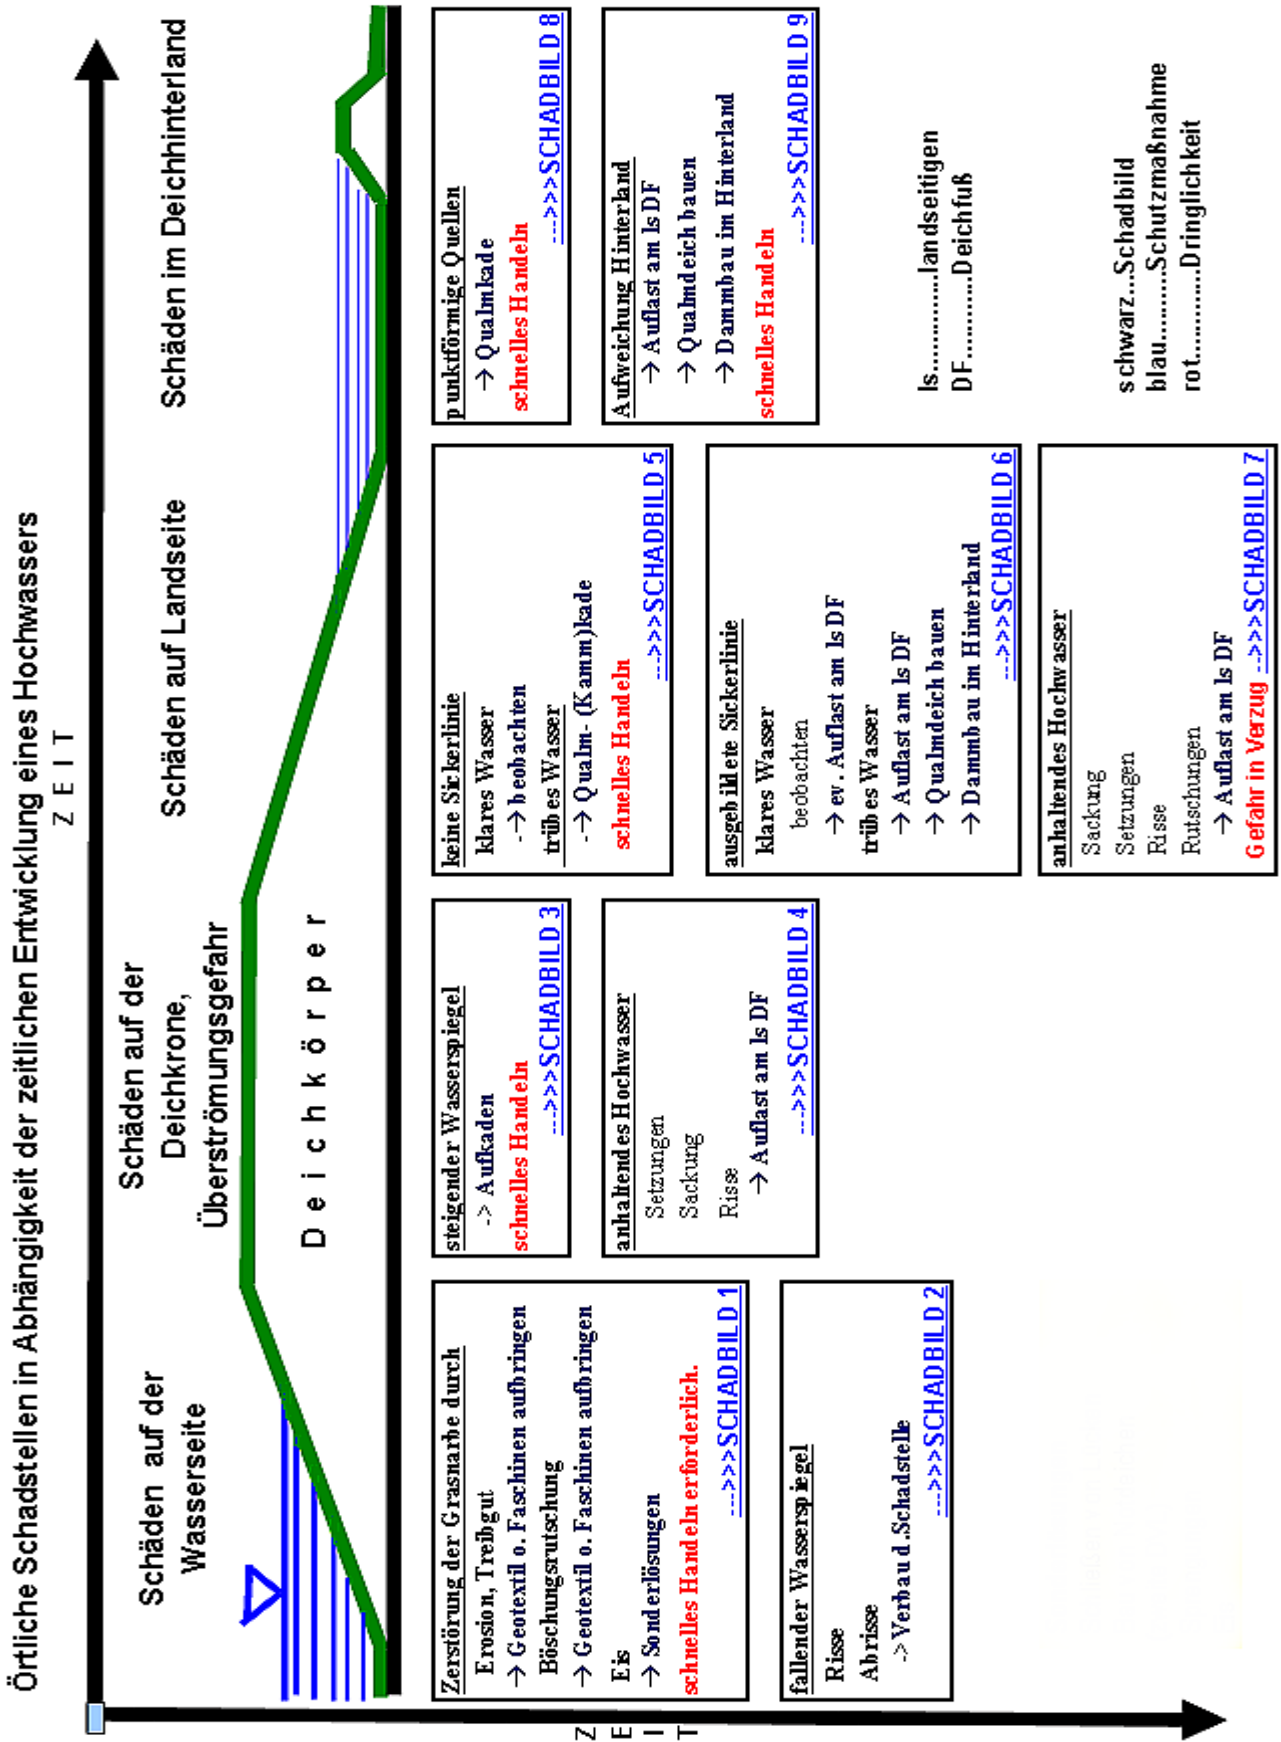 Örtliche Schadstellen in Abhängigkeit der zeitlichen Entwicklung eines Hochwassers
Z E I T
Schäden auf der
Wasserseite
Schäden auf der
Deichkrone,
Überströmungsgefahr
Schäden auf Landseite
Schäden im Deichhinterland
D e i c h k ö r p e r
Z E I T
Zerstörung der Grasnarbe durch
Erosion, Treibgut
→ Geotextil o. Faschinen aufbringen
Böschungsrutschung
→ Geotextil o. Faschinen aufbringen
Eis
→ Sonderlösungen
schnelles Handeln erforderlich.
--->>>SCHADBILD 1
fallender Wasserspiegel
Risse
Abrisse
-> Verbau d.Schadstelle
--->>>SCHADBILD 2
steigender Wasserspiegel
-> Aufkaden
schnelles Handeln
--->>>SCHADBILD 3
anhaltendes Hochwasser
Setzungen
Sackung
Risse
→ Auflast am ls DF
--->>>SCHADBILD 4
keine Sickerlinie
klares Wasser
-→ beobachten
trübes Wasser
-→ Qualm- (Kamm)kade
schnelles Handeln
--->>>SCHADBILD 5
ausgebildete Sickerlinie
klares Wasser
beobachten
→ ev. Auflast am ls DF
trübes Wasser
→ Auflast am ls DF
→ Qualmdeich bauen
→ Dammbau im Hinterland
--->>>SCHADBILD 6
anhaltendes Hochwasser
Sackung
Setzungen
Risse
Rutschungen
→ Auflast am ls DF
Gefahr in Verzug --->>>SCHADBILD 7
punktförmige Quellen
→ Qualmkade
schnelles Handeln
--->>>SCHADBILD 8
Aufweichung Hinterland
→ Auflast am ls DF
→ Qualmdeich bauen
→ Dammbau im Hinterland
schnelles Handeln
--->>>SCHADBILD 9
ls.............landseitigen
DF............Deichfuß
schwarz...Schadbild
blau..........Schutzmaßnahme
rot.............Dringlichkeit